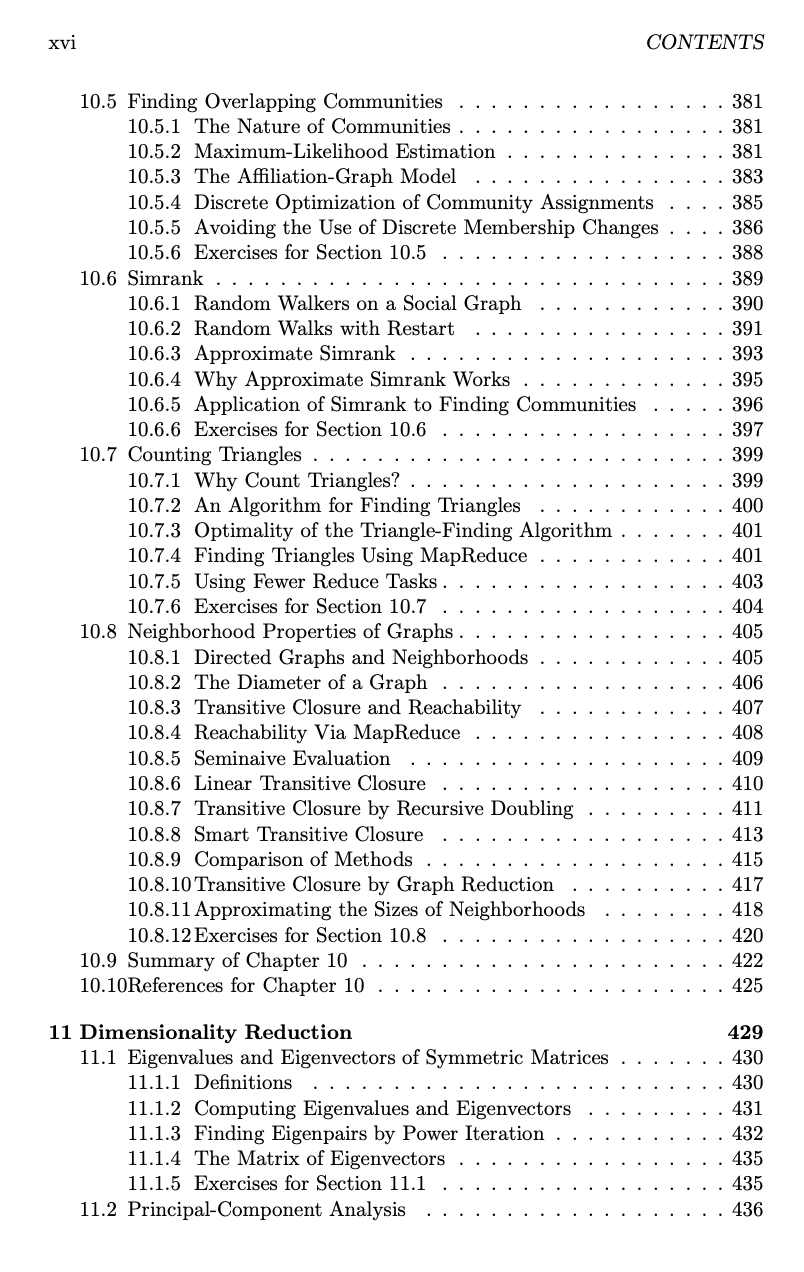 xvi CONTENTS
10.5 Finding Overlapping Communities . . . . . . . . . . . . . . . . . 381
10.5.1 The Nature of Communities . . . . . . . . . . . . . . . . . 381
10.5.2 Maximum-Likelihood Estimation . . . . . . . . . . . . . . 381
10.5.3 The Affiliation-Graph Model . . . . . . . . . . . . . . . . 383
10.5.4 Discrete Optimization of Community Assignments . . . . 385
10.5.5 Avoiding the Use of Discrete Membership Changes . . . . 386
10.5.6 Exercises for Section 10.5 . . . . . . . . . . . . . . . . . . 388
10.6 Simrank . . . . . . . . . . . . . . . . . . . . . . . . . . . . . . . . 389
10.6.1 Random Walkers on a Social Graph . . . . . . . . . . . . 390
10.6.2 Random Walks with Restart . . . . . . . . . . . . . . . . 391
10.6.3 Approximate Simrank . . . . . . . . . . . . . . . . . . . . 393
10.6.4 Why Approximate Simrank Works . . . . . . . . . . . . . 395
10.6.5 Application of Simrank to Finding Communities . . . . . 396
10.6.6 Exercises for Section 10.6 . . . . . . . . . . . . . . . . . . 397
10.7 Counting Triangles . . . . . . . . . . . . . . . . . . . . . . . . . . 399
10.7.1 Why Count Triangles? . . . . . . . . . . . . . . . . . . . . 399
10.7.2 An Algorithm for Finding Triangles . . . . . . . . . . . . 400
10.7.3 Optimality of the Triangle-Finding Algorithm . . . . . . . 401
10.7.4 Finding Triangles Using MapReduce . . . . . . . . . . . . 401
10.7.5 Using Fewer Reduce Tasks . . . . . . . . . . . . . . . . . . 403
10.7.6 Exercises for Section 10.7 . . . . . . . . . . . . . . . . . . 404
10.8 Neighborhood Properties of Graphs . . . . . . . . . . . . . . . . . 405
10.8.1 Directed Graphs and Neighborhoods . . . . . . . . . . . . 405
10.8.2 The Diameter of a Graph . . . . . . . . . . . . . . . . . . 406
10.8.3 Transitive Closure and Reachability . . . . . . . . . . . . 407
10.8.4 Reachability Via MapReduce . . . . . . . . . . . . . . . . 408
10.8.5 Seminaive Evaluation . . . . . . . . . . . . . . . . . . . . 409
10.8.6 Linear Transitive Closure . . . . . . . . . . . . . . . . . . 410
10.8.7 Transitive Closure by Recursive Doubling . . . . . . . . . 411
10.8.8 Smart Transitive Closure . . . . . . . . . . . . . . . . . . 413
10.8.9 Comparison of Methods . . . . . . . . . . . . . . . . . . . 415
10.8.10 Transitive Closure by Graph Reduction . . . . . . . . . . 417
10.8.11 Approximating the Sizes of Neighborhoods . . . . . . . . 418
10.8.12 Exercises for Section 10.8 . . . . . . . . . . . . . . . . . . 420
10.9 Summary of Chapter 10 . . . . . . . . . . . . . . . . . . . . . . . 422
10.10References for Chapter 10 . . . . . . . . . . . . . . . . . . . . . . 425
11 Dimensionality Reduction 429
11.1 Eigenvalues and Eigenvectors of Symmetric Matrices . . . . . . . 430
11.1.1 Definitions . . . . . . . . . . . . . . . . . . . . . . . . . . 430
11.1.2 Computing Eigenvalues and Eigenvectors . . . . . . . . . 431
11.1.3 Finding Eigenpairs by Power Iteration . . . . . . . . . . . 432
11.1.4 The Matrix of Eigenvectors . . . . . . . . . . . . . . . . . 435
11.1.5 Exercises for Section 11.1 . . . . . . . . . . . . . . . . . . 435
11.2 Principal-Component Analysis . . . . . . . . . . . . . . . . . . . 436